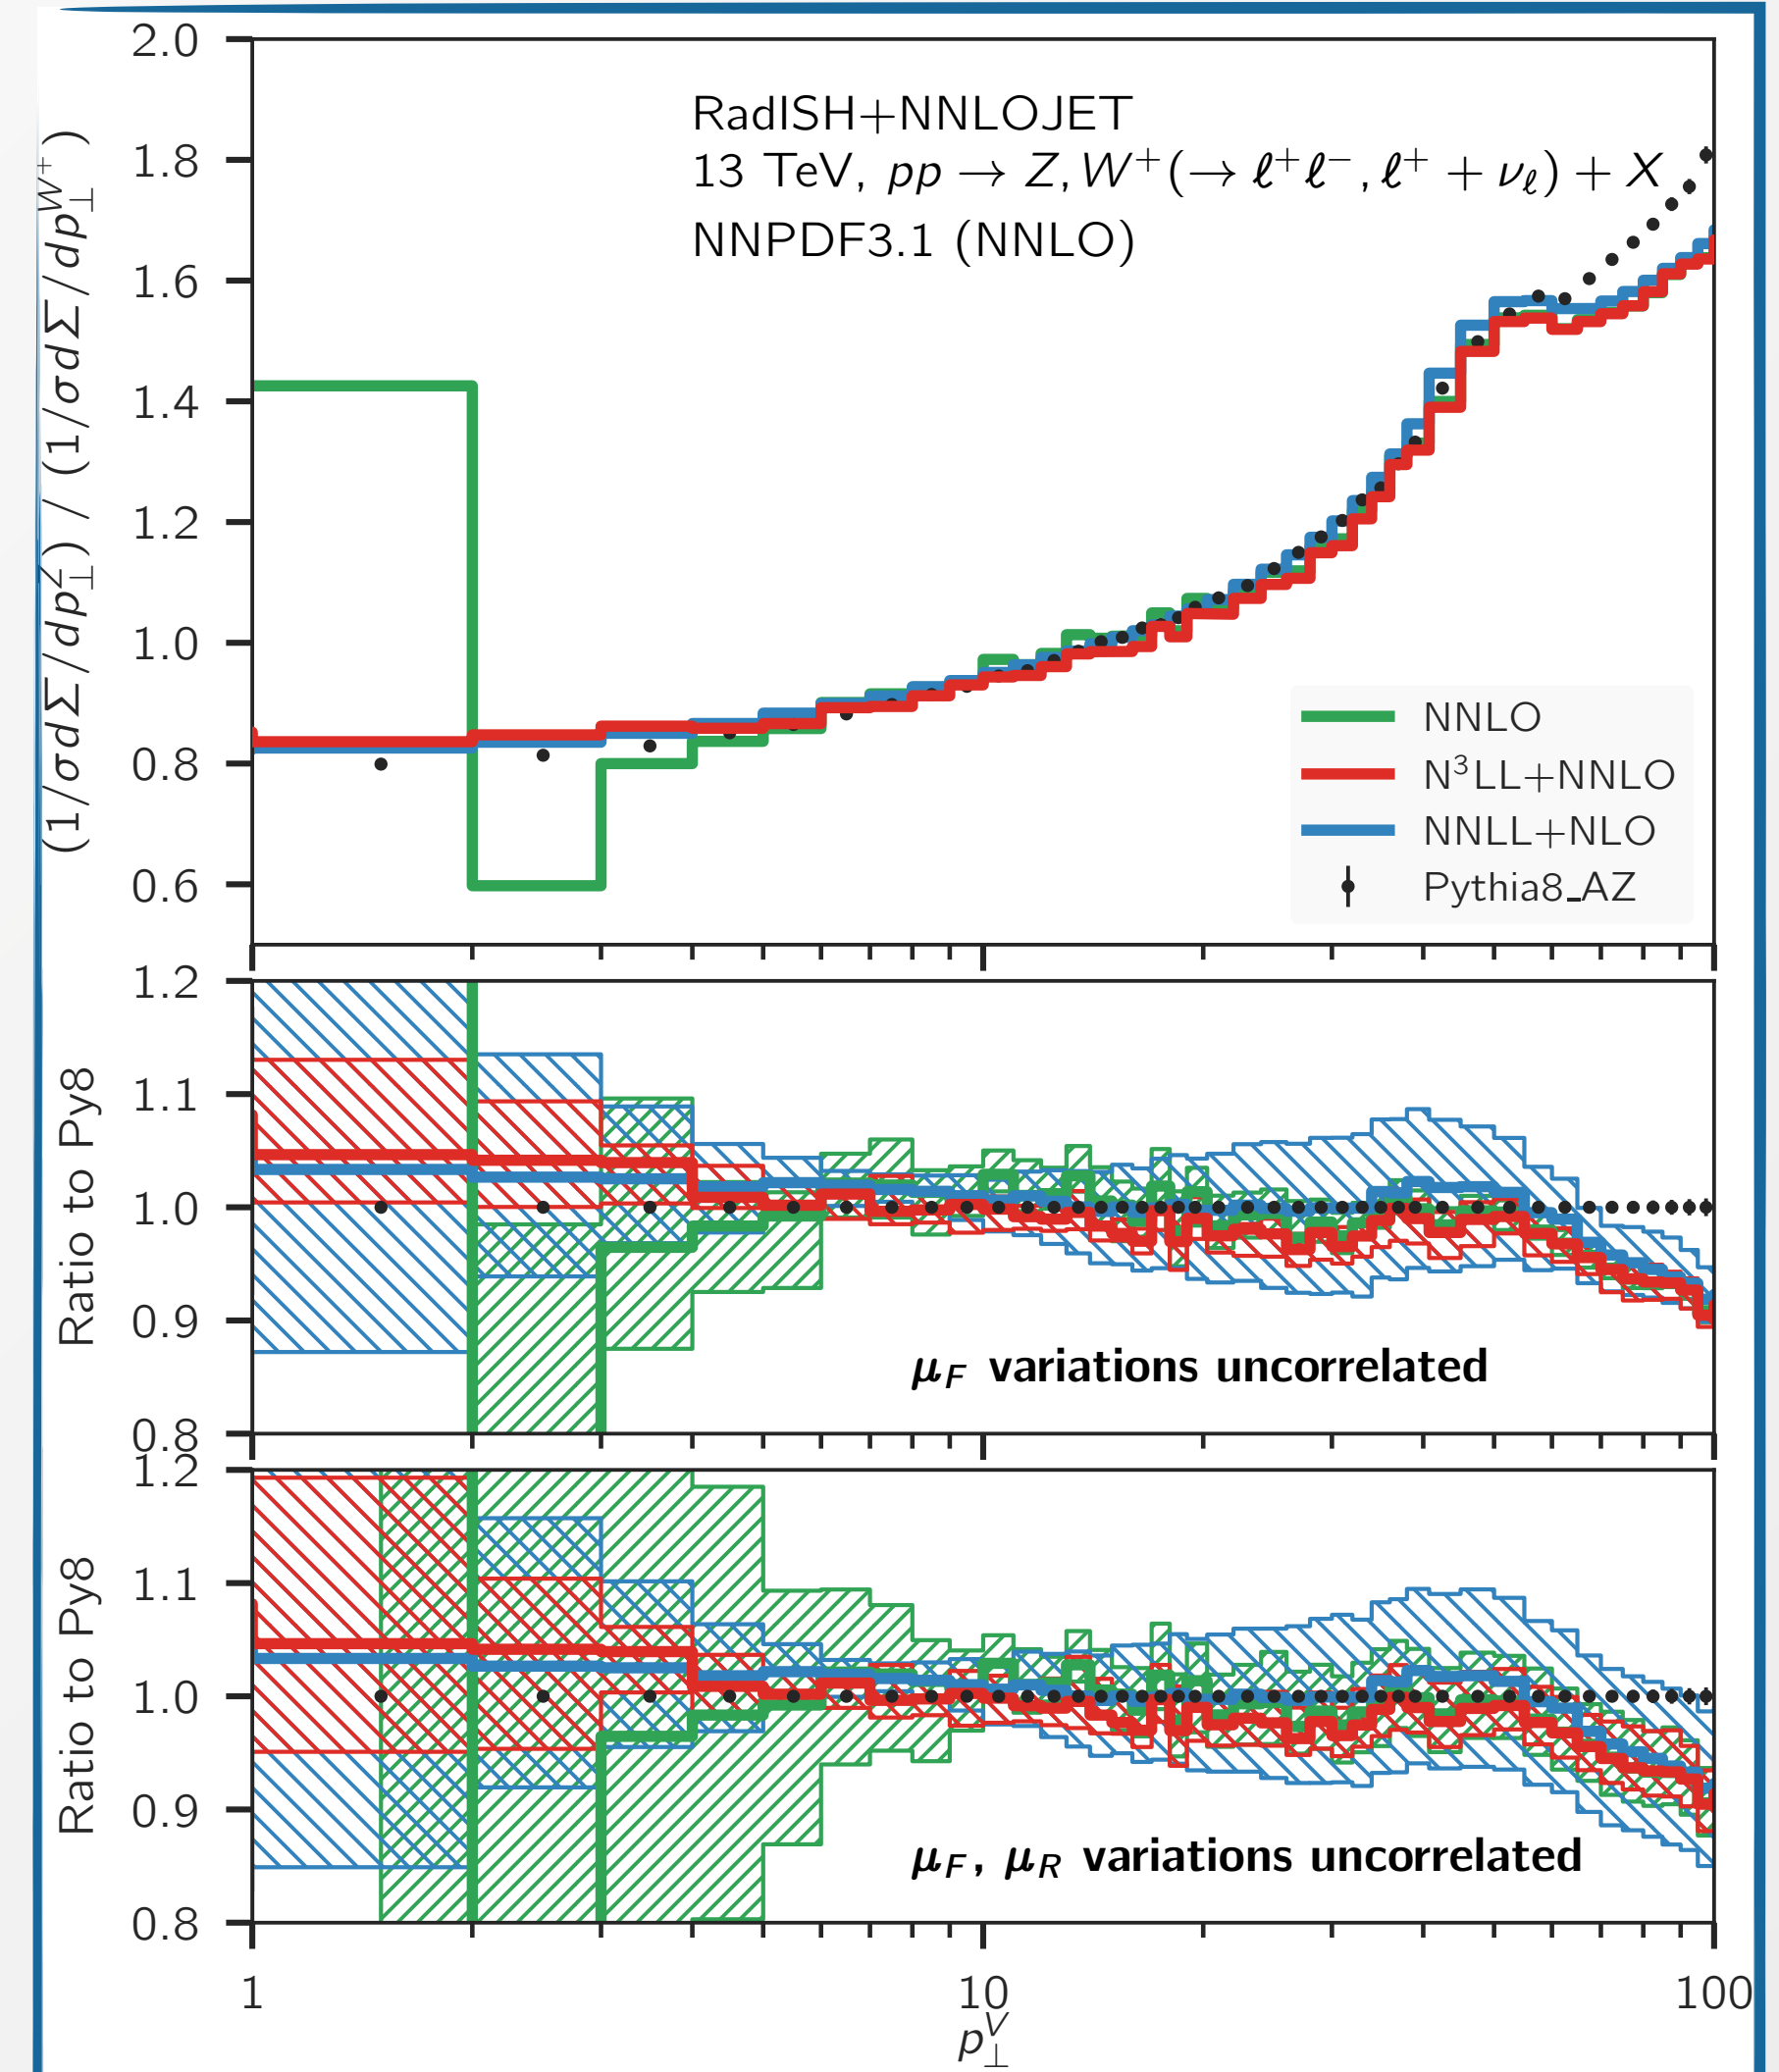 2.0
1.8
1.6
1.4
1.2
1.0
0.8
0.6
(1/σdΣ/dp⊥^Z) / (1/σdΣ/dp⊥^W⁺)
RadISH+NNLOJET
13 TeV, pp → Z, W⁺(→ ℓ⁺ℓ⁻, ℓ⁺ + νℓ) + X
NNPDF3.1 (NNLO)
NNLO
N³LL+NNLO
NNLL+NLO
Pythia8_AZ
1.2
1.1
1.0
0.9
0.8
Ratio to Py8
μF variations uncorrelated
1.2
1.1
1.0
0.9
0.8
Ratio to Py8
μF, μR variations uncorrelated
1 10 100
p⊥^V